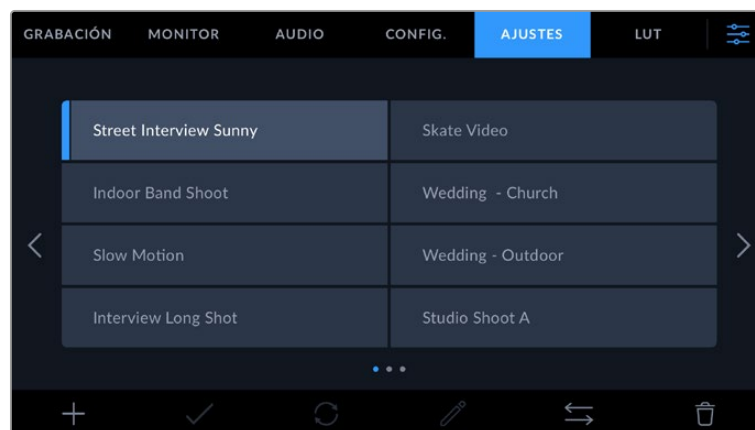 GRABACIÓN MONITOR AUDIO CONFIG. AJUSTES LUT
Street Interview Sunny Skate Video
Indoor Band Shoot Wedding - Church
Slow Motion Wedding - Outdoor
Interview Long Shot Studio Shoot A